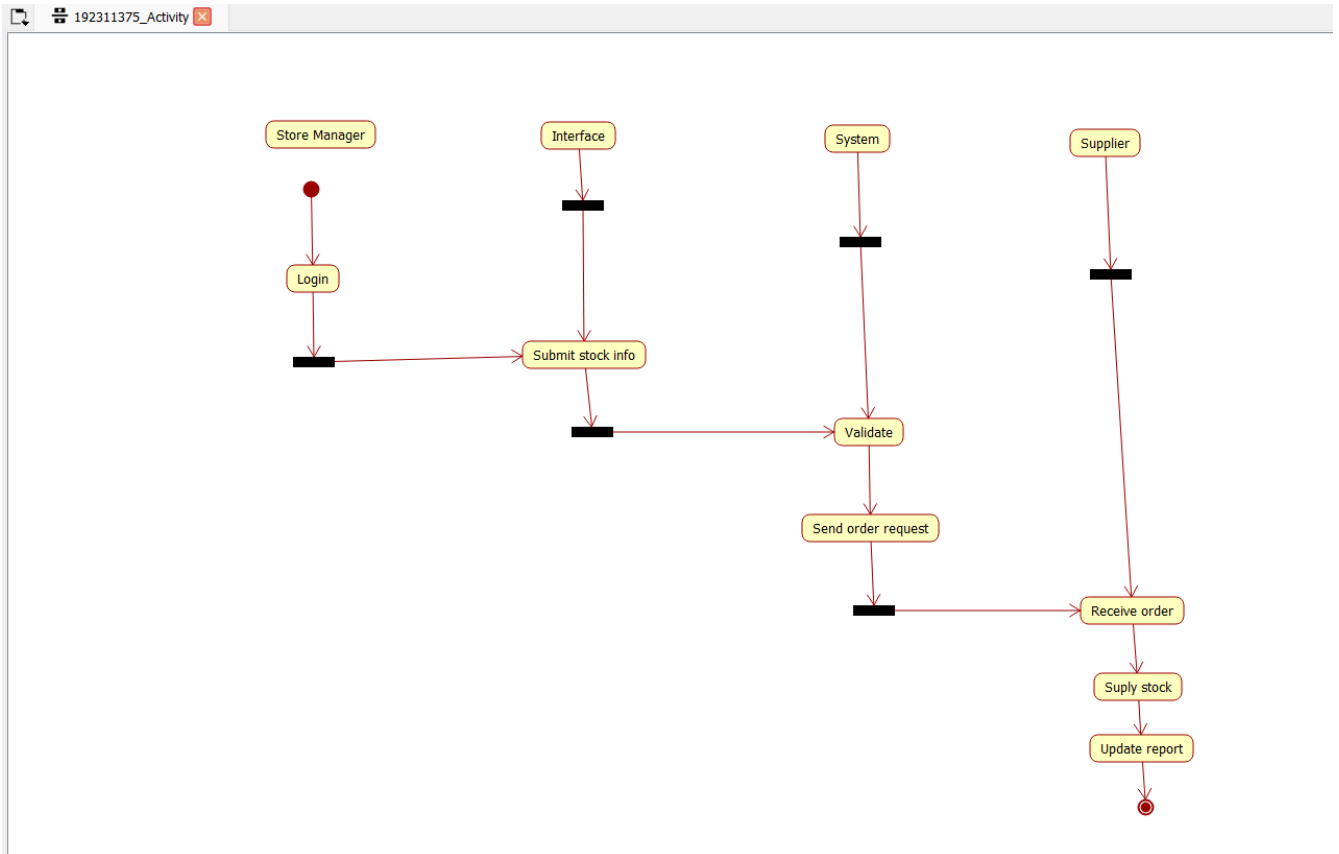 192311375_Activity
Store Manager
Interface
System
Supplier
Login
Submit stock info
Validate
Send order request
Receive order
Suply stock
Update report